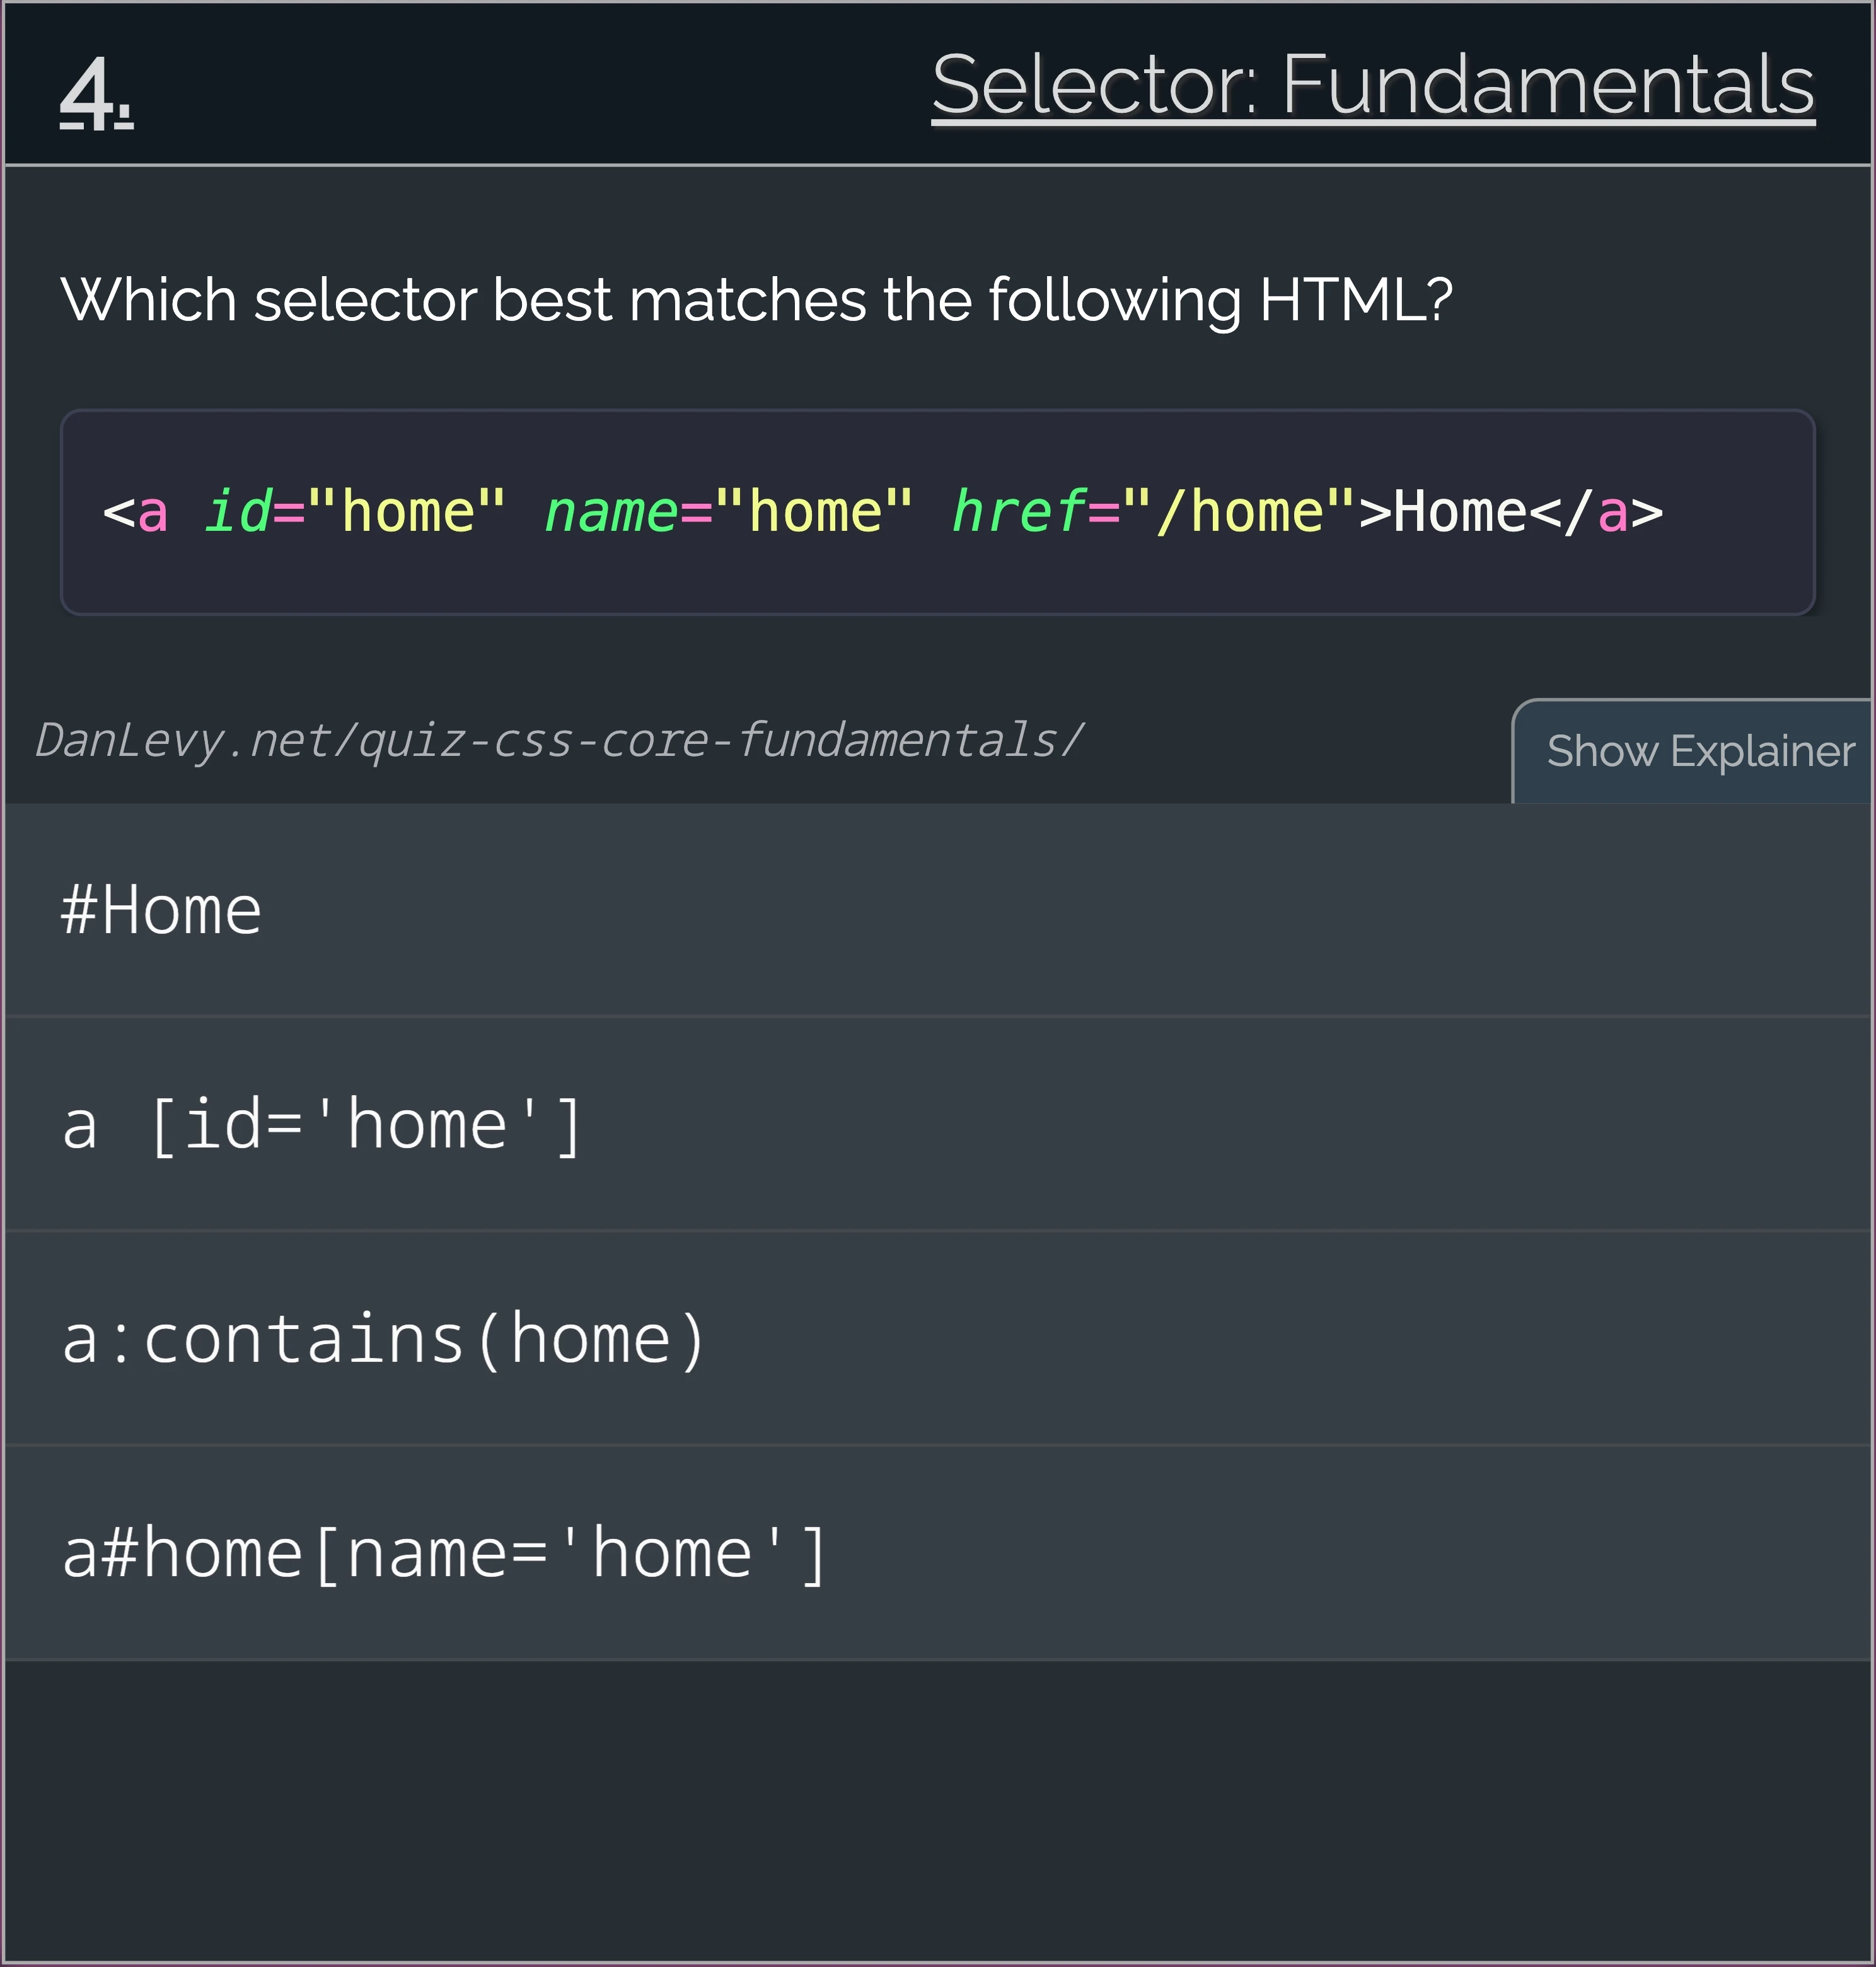 4.
Selector: Fundamentals
Which selector best matches the following HTML?
<a id="home" name="home" href="/home">Home</a>
DanLevy.net/quiz-css-core-fundamentals/
Show Explainer
#Home
a [id='home']
a:contains(home)
a#home[name='home']